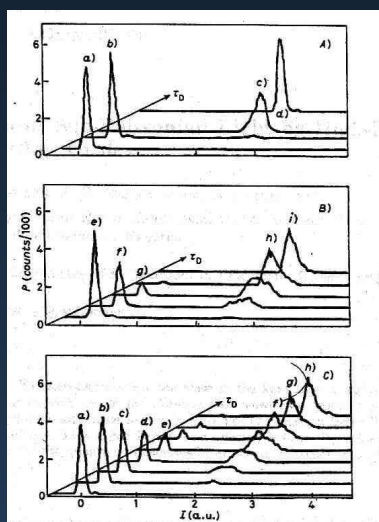 6
4
2
0
a)
b)
τD
c)
d)
A)
P (counts/100)
6
4
2
0
e)
f)
g)
τD
h)
i)
B)
6
4
2
0
a)
b)
c)
d)
e)
τD
f)
g)
h)
C)
0 1 2 3 4
I (a.u.)